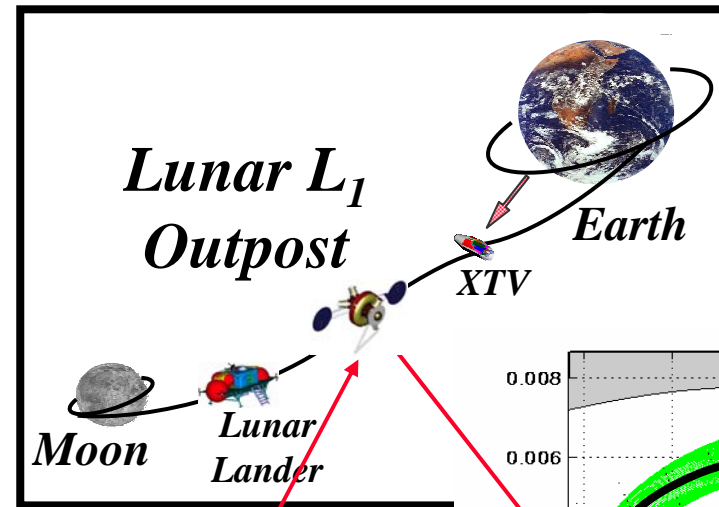 Lunar L₁
Outpost
Earth
XTV
Moon
Lunar
Lander
0.008
0.006